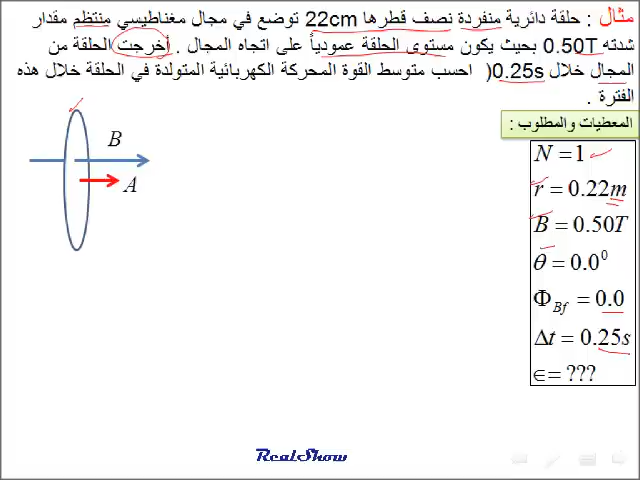 مثال : حلقة دائرية منفردة نصف قطرها 22cm توضع في مجال مغناطيسي منتظم مقدار
شدته 0.50T بحيث يكون مستوى الحلقة عمودياً على اتجاه المجال . أخرجت الحلقة من
المجال خلال 0.25s( احسب متوسط القوة المحركة الكهربائية المتولدة في الحلقة خلال هذه
الفترة .
المعطيات والمطلوب :
N = 1
r = 0.22m
B = 0.50T
θ = 0.0⁰
Φ_Bf = 0.0
Δt = 0.25s
∈= ???
B
A
RealShow